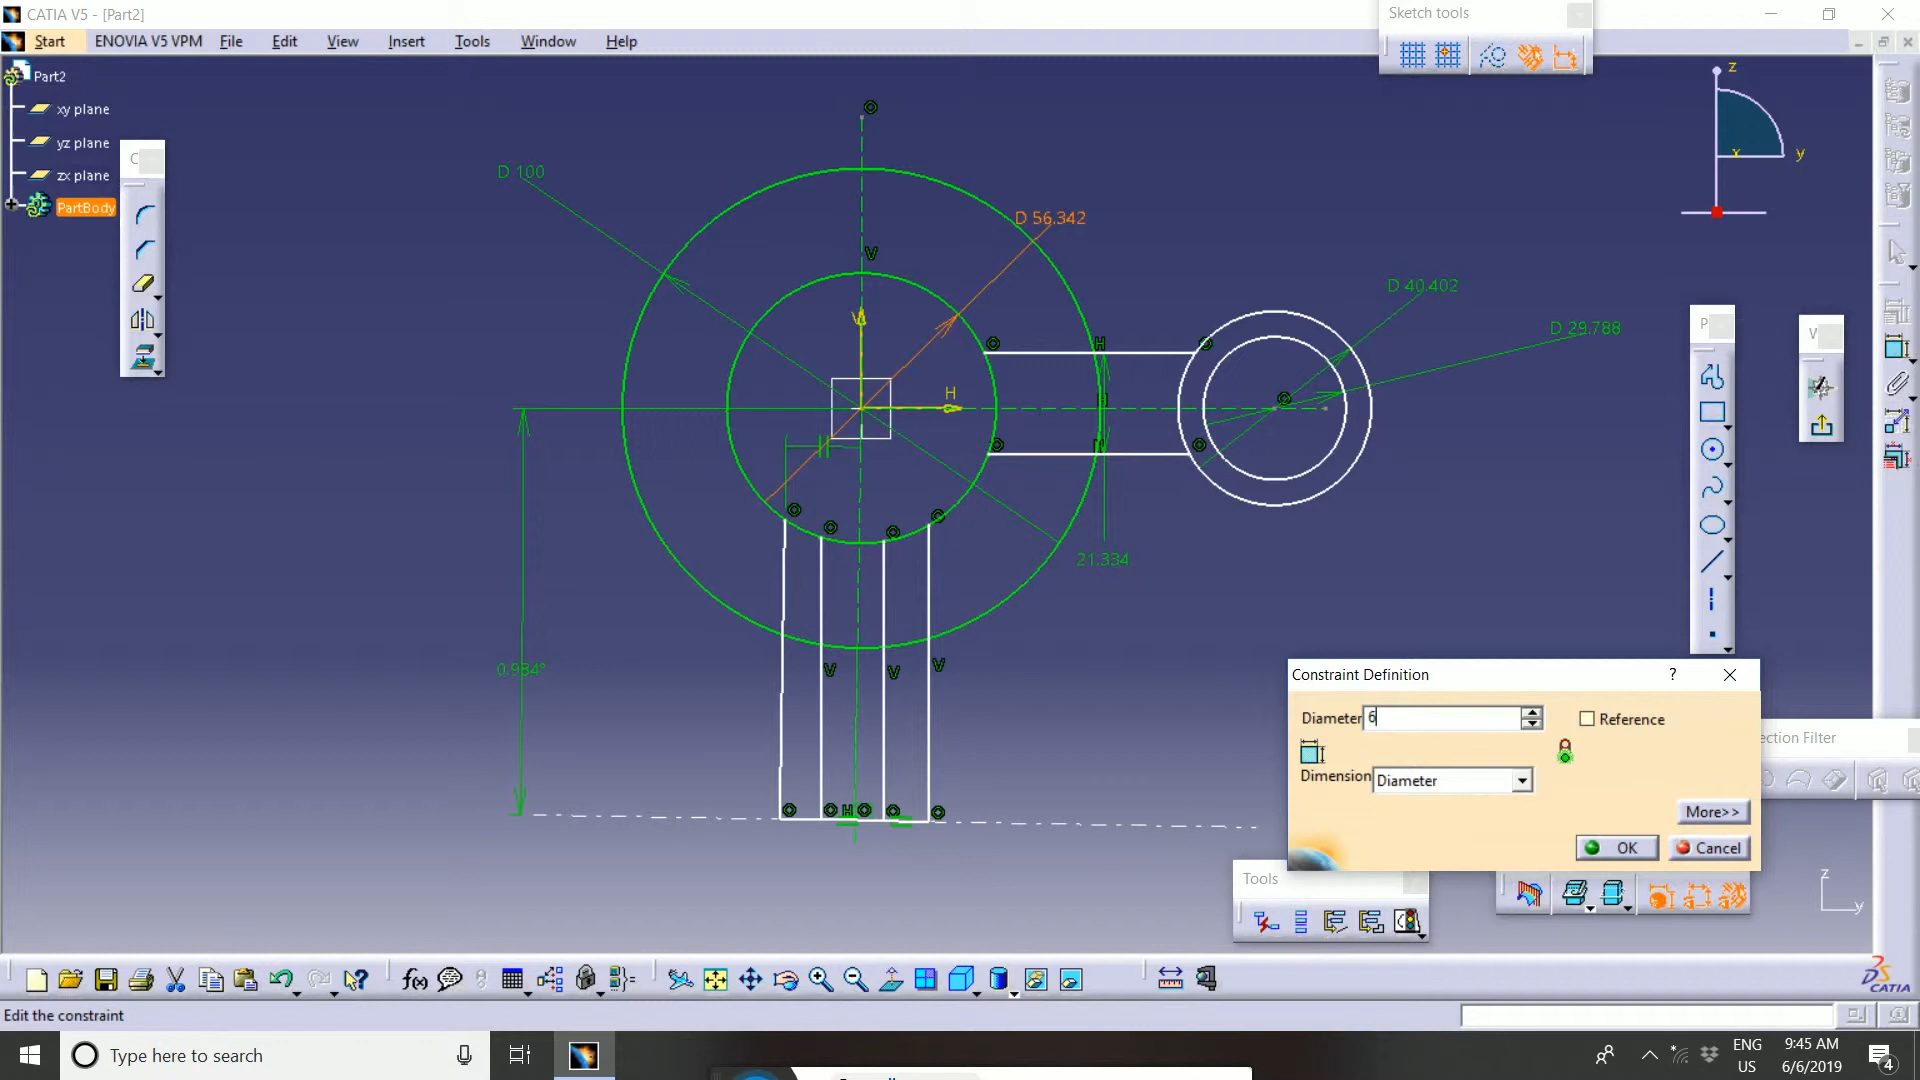 CATIA V5 - [Part2]
Start ENOVIA V5 VPM File Edit View Insert Tools Window Help
Sketch tools
Part2
xy plane
yz plane
zx plane
PartBody
C
z
x
y
D 100
D 56.342
D 40.402
D 29.788
V
V
H
H
H
21.334
0.984°
V
V
V
H
P
V
Constraint Definition
?
Diameter 6
Reference
Dimension Diameter
More>>
OK Cancel
ection Filter
Tools
z
y
f(x)
CATIA
Edit the constraint
Type here to search
ENG
US
9:45 AM
6/6/2019
4